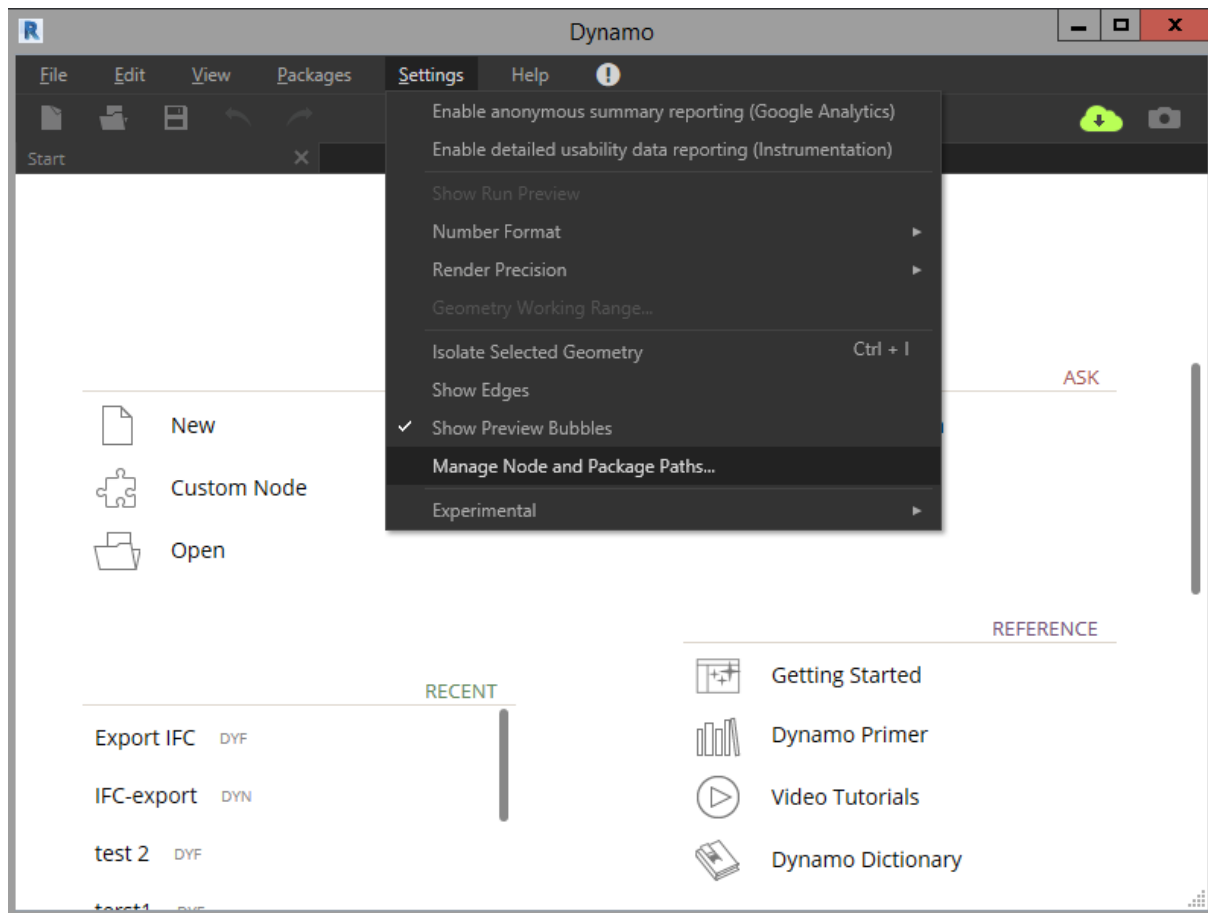 Dynamo
File Edit View Packages Settings Help
Start
Enable anonymous summary reporting (Google Analytics)
Enable detailed usability data reporting (Instrumentation)
Show Run Preview
Number Format
Render Precision
Geometry Working Range...
Isolate Selected Geometry Ctrl + I
Show Edges
Show Preview Bubbles
Manage Node and Package Paths...
Experimental
New
Custom Node
Open
ASK
RECENT
Export IFC DYF
IFC-export DYN
test 2 DYF
REFERENCE
Getting Started
Dynamo Primer
Video Tutorials
Dynamo Dictionary